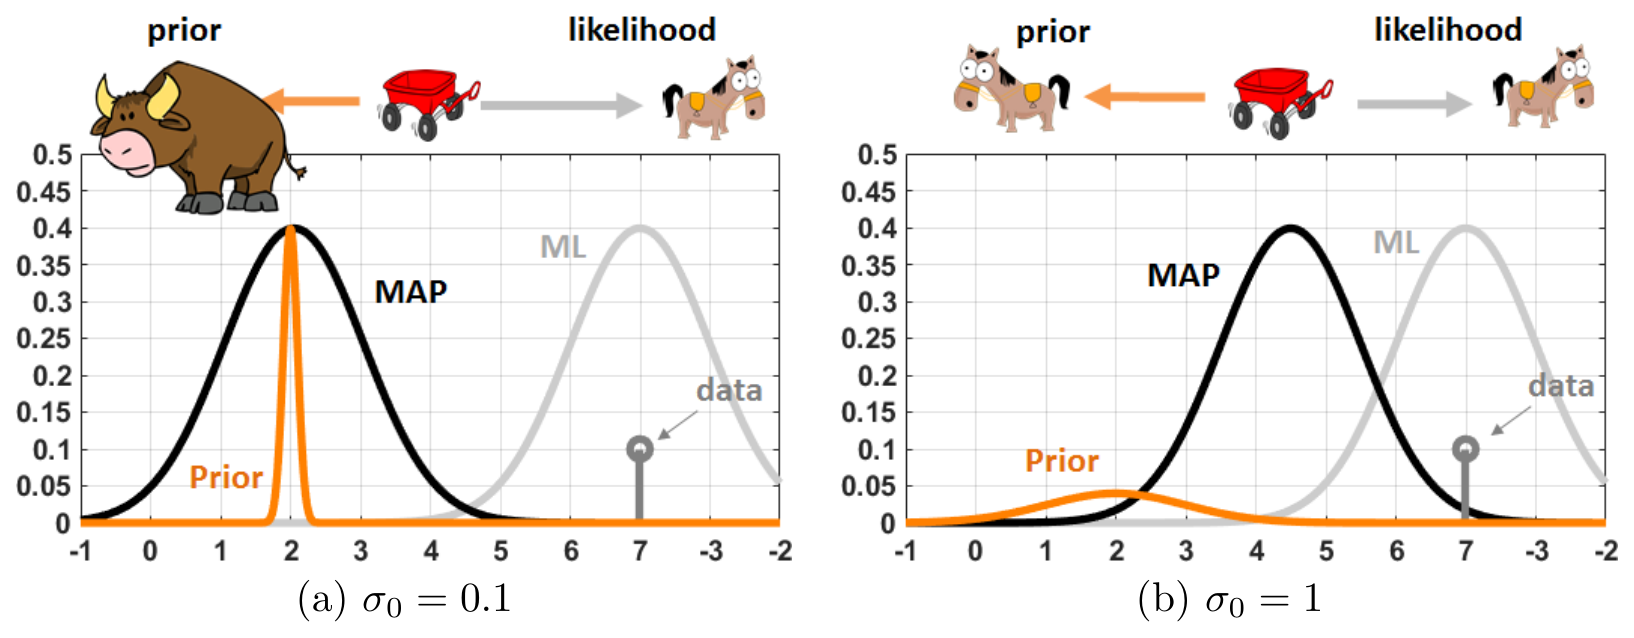 prior
likelihood
0.5
0.45
0.4
0.35
0.3
0.25
0.2
0.15
0.1
0.05
0
ML
MAP
data
Prior
-1 0 1 2 3 4 5 6 7 -3 -2
(a) σ₀ = 0.1
prior
likelihood
0.5
0.45
0.4
0.35
0.3
0.25
0.2
0.15
0.1
0.05
0
ML
MAP
data
Prior
-1 0 1 2 3 4 5 6 7 -3 -2
(b) σ₀ = 1